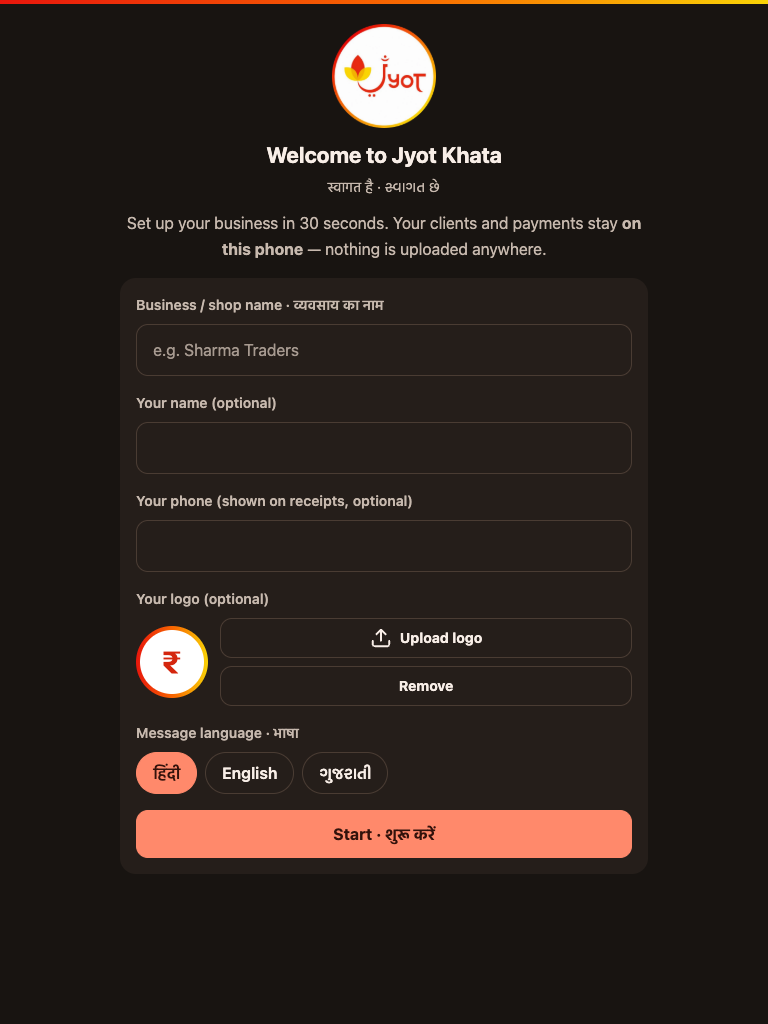 Jyot
Welcome to Jyot Khata
स्वागत है · સ્વાગત છે
Set up your business in 30 seconds. Your clients and payments stay on
this phone — nothing is uploaded anywhere.
Business / shop name · व्यवसाय का नाम
e.g. Sharma Traders
Your name (optional)
Your phone (shown on receipts, optional)
Your logo (optional)
₹
Upload logo
Remove
Message language · भाषा
हिंदी English ગુજરાતી
Start · शुरू करें